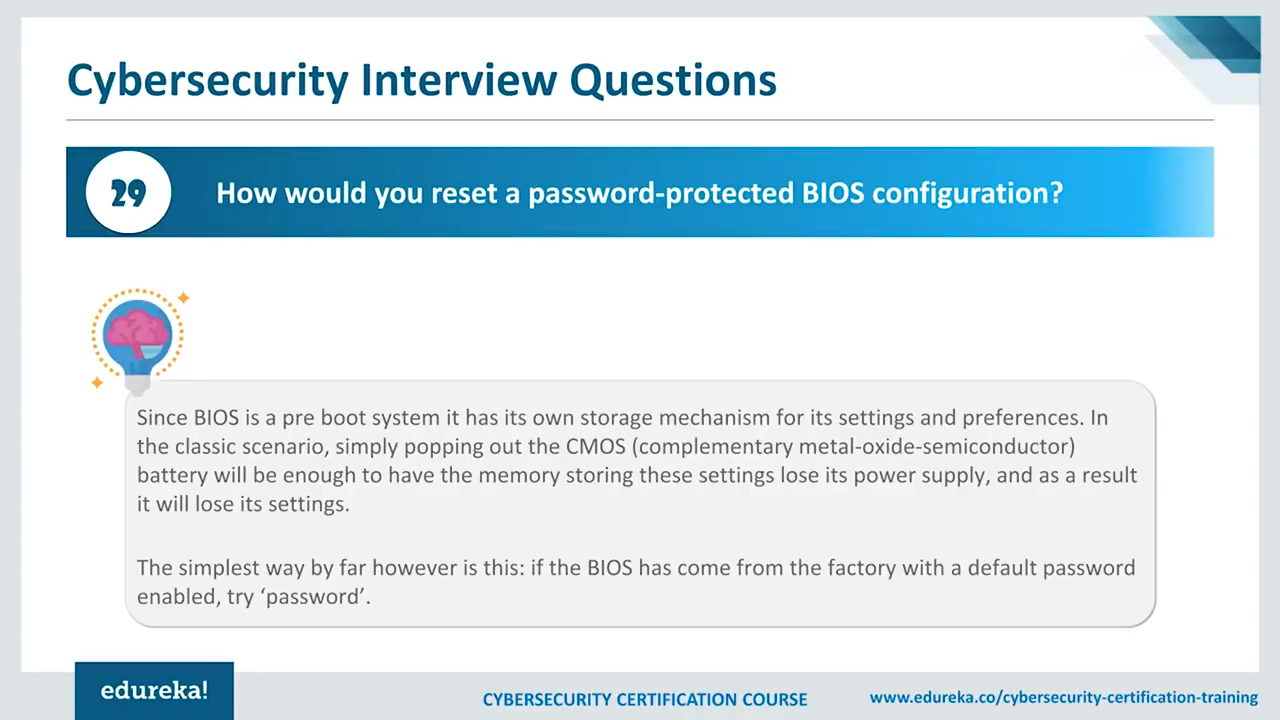 Cybersecurity Interview Questions
29
How would you reset a password-protected BIOS configuration?
Since BIOS is a pre boot system it has its own storage mechanism for its settings and preferences. In
the classic scenario, simply popping out the CMOS (complementary metal-oxide-semiconductor)
battery will be enough to have the memory storing these settings lose its power supply, and as a result
it will lose its settings.
The simplest way by far however is this: if the BIOS has come from the factory with a default password
enabled, try ‘password’.
edureka!
CYBERSECURITY CERTIFICATION COURSE
www.edureka.co/cybersecurity-certification-training